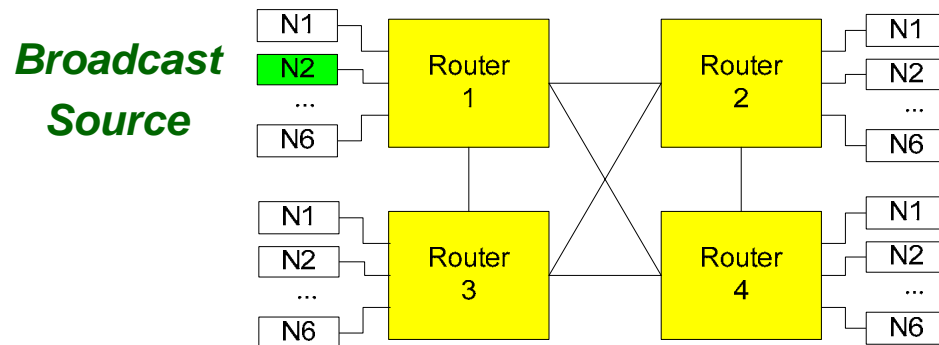 Broadcast
Source
N1
N2
...
N6
Router
1
Router
2
N1
N2
...
N6
N1
N2
...
N6
Router
3
Router
4
N1
N2
...
N6